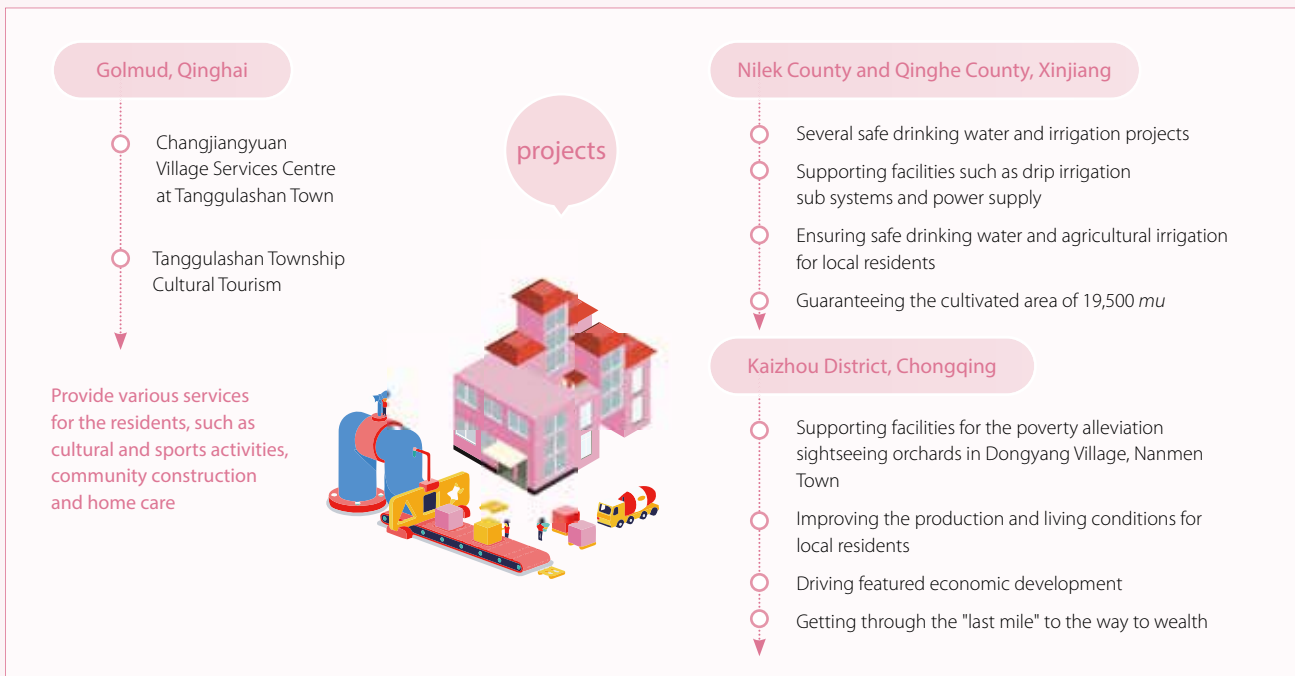 Golmud, Qinghai
Changjiangyuan
Village Services Centre
at Tanggulashan Town
Tanggulashan Township
Cultural Tourism
Provide various services
for the residents, such as
cultural and sports activities,
community construction
and home care
projects
Nilek County and Qinghe County, Xinjiang
Several safe drinking water and irrigation projects
Supporting facilities such as drip irrigation
sub systems and power supply
Ensuring safe drinking water and agricultural irrigation
for local residents
Guaranteeing the cultivated area of 19,500 mu
Kaizhou District, Chongqing
Supporting facilities for the poverty alleviation
sightseeing orchards in Dongyang Village, Nanmen
Town
Improving the production and living conditions for
local residents
Driving featured economic development
Getting through the "last mile" to the way to wealth